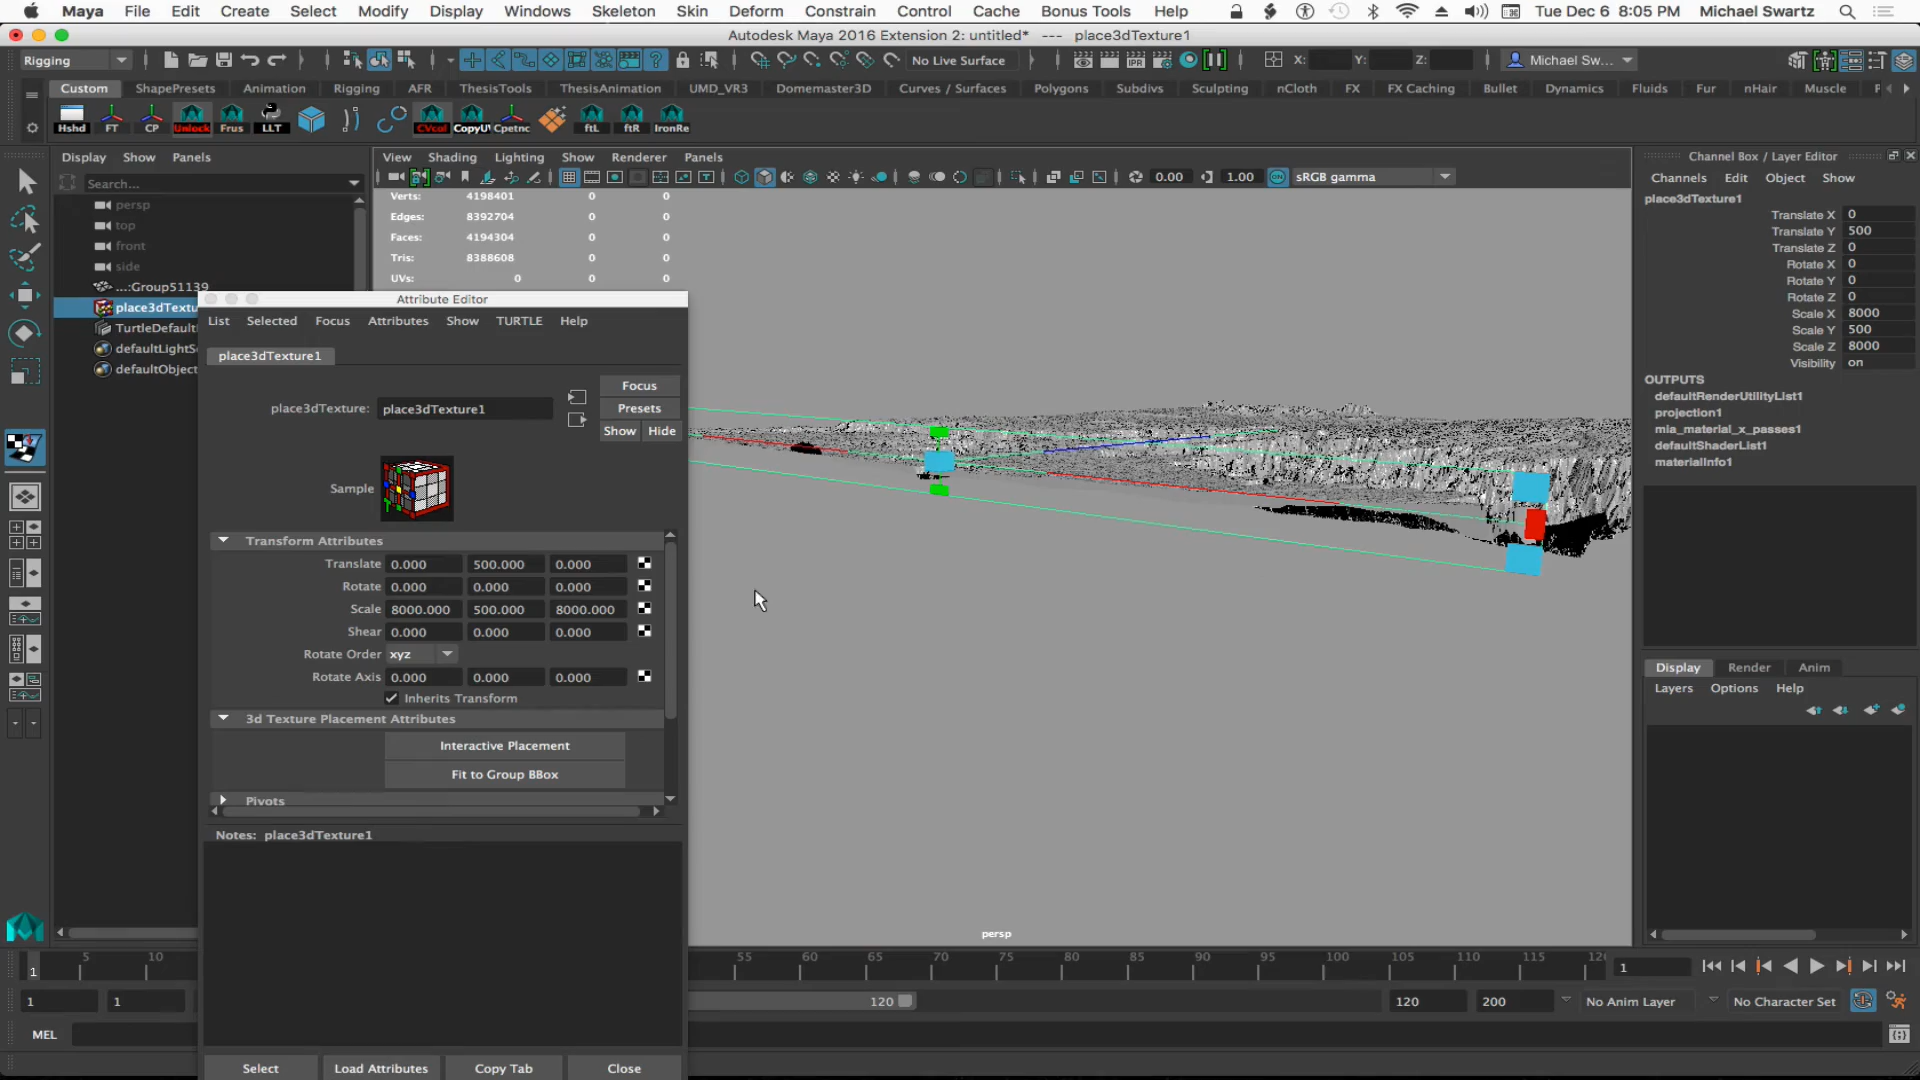 Maya File Edit Create Select Modify Display Windows Skeleton Skin Deform Constrain Control Cache Bonus Tools Help Tue Dec 6 8:05 PM Michael Swartz
Autodesk Maya 2016 Extension 2: untitled* --- place3dTexture1
Rigging No Live Surface X: Y: Z: Michael Sw...
Custom ShapePresets Animation Rigging AFR ThesisTools ThesisAnimation UMD_VR3 Domemaster3D Curves / Surfaces Polygons Subdivs Sculpting nCloth FX FX Caching Bullet Dynamics Fluids Fur nHair Muscle
Hshd FT CP Unlock Frus LLT CVcol CopyU Cpetnc ftL ftR IronRe
Display Show Panels
View Shading Lighting Show Renderer Panels
Channel Box / Layer Editor
Search...
0.00 1.00 ON sRGB gamma
Channels Edit Object Show
persp
top
front
side
...:Group51139
place3dTextu
TurtleDefault
defaultLightS
defaultObject
Verts: 4198401 0 0
Edges: 8392704 0 0
Faces: 4194304 0 0
Tris: 8388608 0 0
UVs: 0 0 0
Attribute Editor
List Selected Focus Attributes Show TURTLE Help
place3dTexture1
Focus
place3dTexture: place3dTexture1
Presets
Show Hide
Sample
Transform Attributes
Translate 0.000 500.000 0.000
Rotate 0.000 0.000 0.000
Scale 8000.000 500.000 8000.000
Shear 0.000 0.000 0.000
Rotate Order xyz
Rotate Axis 0.000 0.000 0.000
Inherits Transform
3d Texture Placement Attributes
Interactive Placement
Fit to Group BBox
Pivots
Notes: place3dTexture1
Select Load Attributes Copy Tab Close
persp
place3dTexture1
Translate X 0
Translate Y 500
Translate Z 0
Rotate X 0
Rotate Y 0
Rotate Z 0
Scale X 8000
Scale Y 500
Scale Z 8000
Visibility on
OUTPUTS
defaultRenderUtilityList1
projection1
mia_material_x_passes1
defaultShaderList1
materialInfo1
Display Render Anim
Layers Options Help
1 5 10 55 60 65 70 75 80 85 90 95 100 105 110 115 1
1 1 120 120 200 No Anim Layer No Character Set
MEL